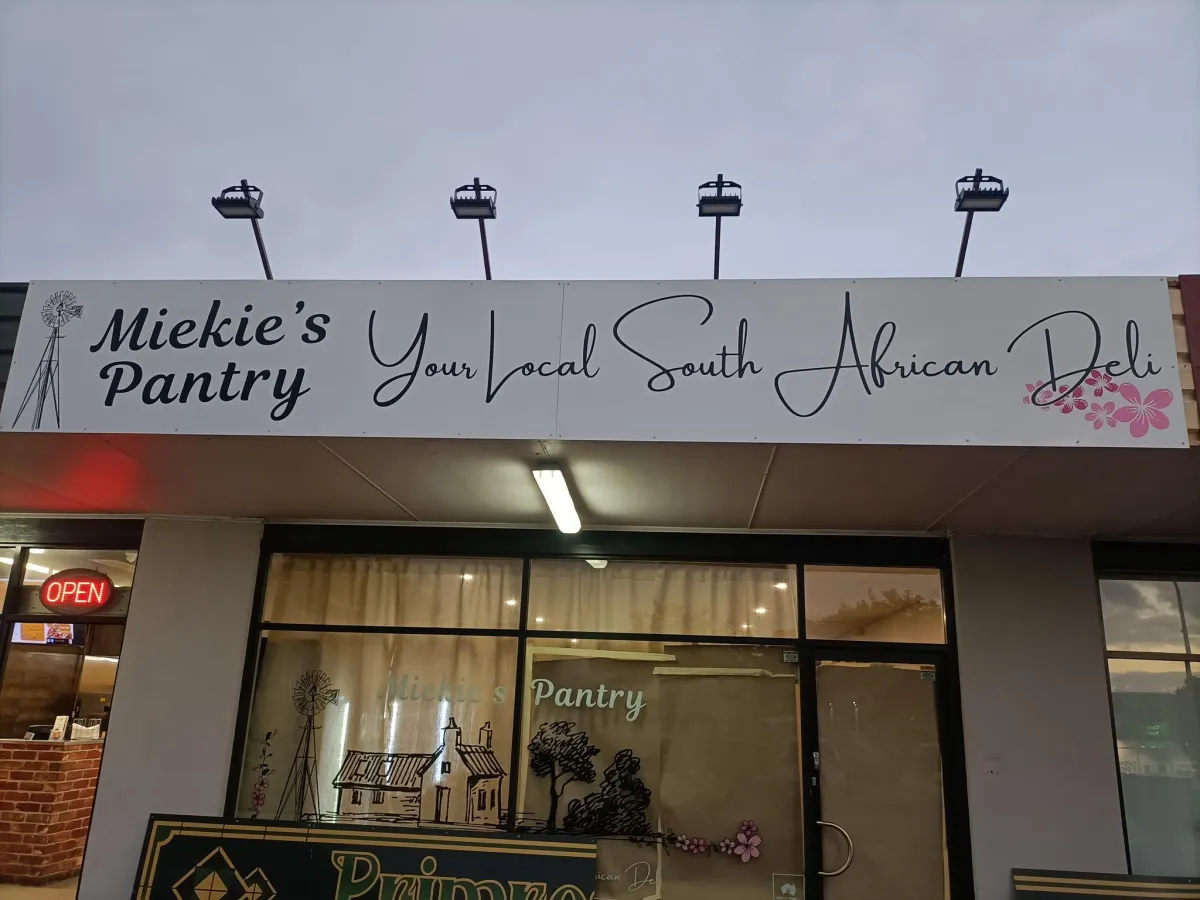 Miekie's
Pantry
Your Local South African Deli
OPEN
Miekie's Pantry